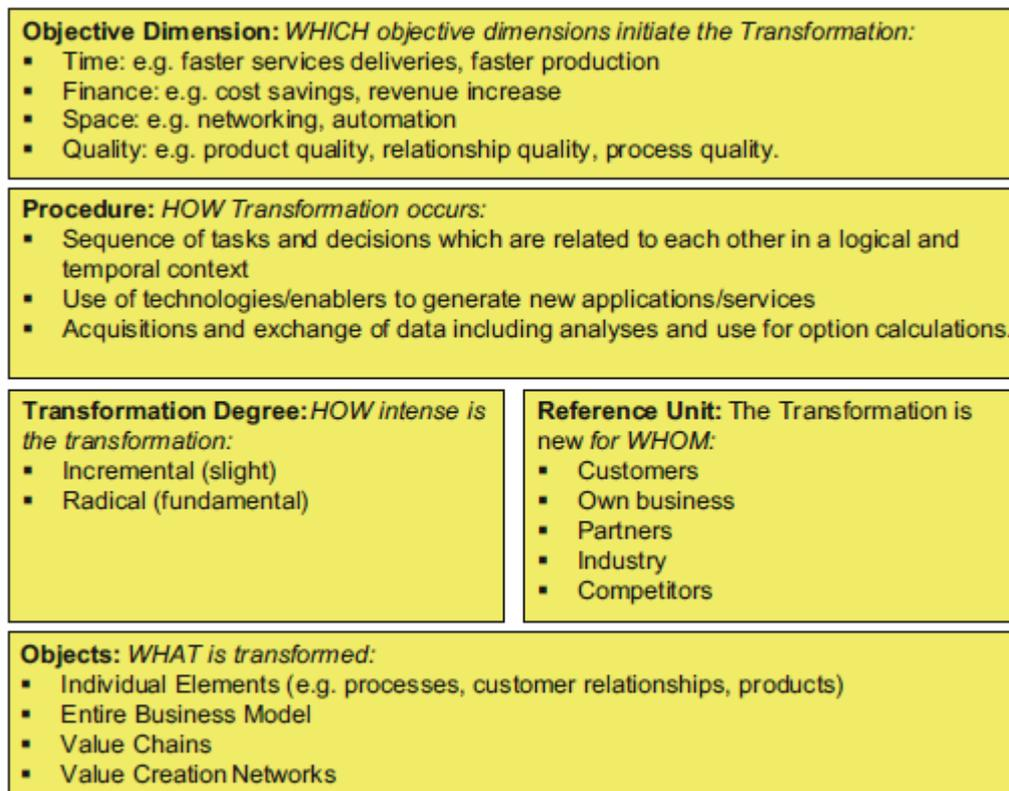 Objective Dimension: WHICH objective dimensions initiate the Transformation:
▪ Time: e.g. faster services deliveries, faster production
▪ Finance: e.g. cost savings, revenue increase
▪ Space: e.g. networking, automation
▪ Quality: e.g. product quality, relationship quality, process quality.
Procedure: HOW Transformation occurs:
▪ Sequence of tasks and decisions which are related to each other in a logical and
temporal context
▪ Use of technologies/enablers to generate new applications/services
▪ Acquisitions and exchange of data including analyses and use for option calculations.
Transformation Degree: HOW intense is
the transformation:
▪ Incremental (slight)
▪ Radical (fundamental)
Reference Unit: The Transformation is
new for WHOM:
▪ Customers
▪ Own business
▪ Partners
▪ Industry
▪ Competitors
Objects: WHAT is transformed:
▪ Individual Elements (e.g. processes, customer relationships, products)
▪ Entire Business Model
▪ Value Chains
▪ Value Creation Networks